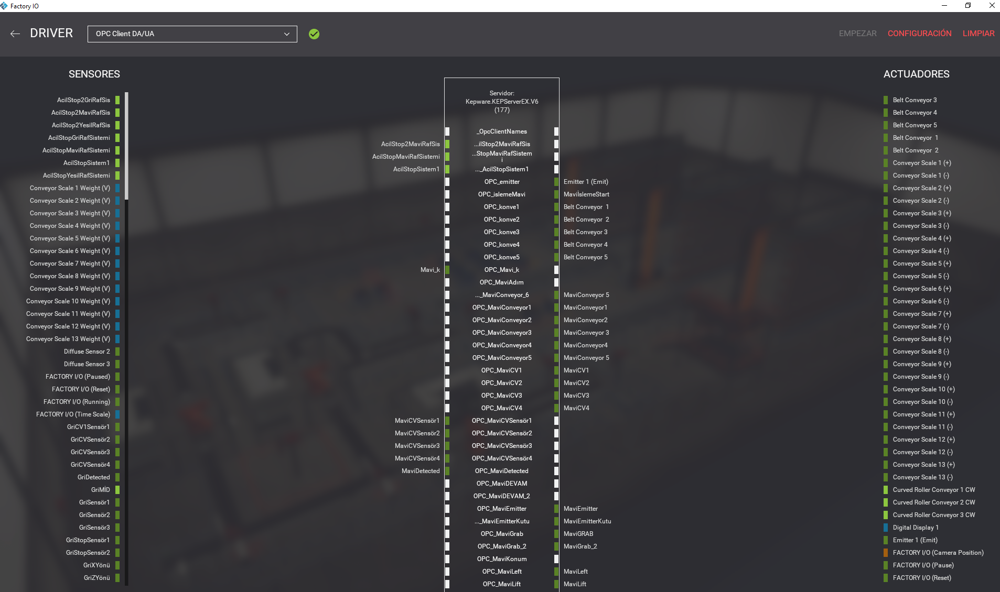 Factory IO
DRIVER
OPC Client DA/UA
EMPEZAR
CONFIGURACIÓN
LIMPIAR
SENSORES
AcilStop2GriRafSis
AcilStop2MaviRafSis
AcilStop2YesilRafSis
AcilStopGriRafSistemi
AcilStopMaviRafSistemi
AcilStopSistem1
AcilStopYesilRafSistemi
Conveyor Scale 1 Weight (V)
Conveyor Scale 2 Weight (V)
Conveyor Scale 3 Weight (V)
Conveyor Scale 4 Weight (V)
Conveyor Scale 5 Weight (V)
Conveyor Scale 6 Weight (V)
Conveyor Scale 7 Weight (V)
Conveyor Scale 8 Weight (V)
Conveyor Scale 9 Weight (V)
Conveyor Scale 10 Weight (V)
Conveyor Scale 11 Weight (V)
Conveyor Scale 12 Weight (V)
Conveyor Scale 13 Weight (V)
Diffuse Sensor 2
Diffuse Sensor 3
FACTORY I/O (Paused)
FACTORY I/O (Reset)
FACTORY I/O (Running)
FACTORY I/O (Time Scale)
GriCV1Sensör1
GriCVSensör2
GriCVSensör3
GriCVSensör4
GriDetected
GriMİD
GriSensör1
GriSensör2
GriSensör3
GriStopSensör1
GriStopSensör2
GriXYönü
GriZYönü
Servidor:
Kepware.KEPServerEX.V6
(177)
_OpcClientNames
AcilStop2MaviRafSis ...ilStop2MaviRafSis
AcilStopMaviRafSistemi ...StopMaviRafSistem
i
AcilStopSistem1 ..._AcilStopSistem1
OPC_emitter Emitter 1 (Emit)
OPC_islemeMavi MaviİslemeStart
OPC_konve1 Belt Conveyor  1
OPC_konve2 Belt Conveyor  2
OPC_konve3 Belt Conveyor 3
OPC_konve4 Belt Conveyor 4
OPC_konve5 Belt Conveyor 5
Mavi_k OPC_Mavi_k
OPC_MaviAdım
..._MaviConveyor_6 MaviConveyor 5
OPC_MaviConveyor1 MaviConveyor1
OPC_MaviConveyor2 MaviConveyor2
OPC_MaviConveyor3 MaviConveyor 3
OPC_MaviConveyor4 MaviConveyor4
OPC_MaviConveyor5 MaviConveyor 5
OPC_MaviCV1 MaviCV1
OPC_MaviCV2 MaviCV2
OPC_MaviCV3 MaviCV3
OPC_MaviCV4 MaviCV4
MaviCVSensör1 OPC_MaviCVSensör1
MaviCVSensör2 OPC_MaviCVSensör2
MaviCVSensör3 OPC_MaviCVSensör3
MaviCVSensör4 OPC_MaviCVSensör4
MaviDetected OPC_MaviDetected
OPC_MaviDEVAM
OPC_MaviDEVAM_2
OPC_MaviEmitter MaviEmitter
..._MaviEmitterKutu MaviEmitterKutu
OPC_MaviGrab MaviGRAB
OPC_MaviGrab_2 MaviGrab_2
OPC_MaviKonum
OPC_MaviLeft MaviLeft
OPC_MaviLift MaviLift
ACTUADORES
Belt Conveyor 3
Belt Conveyor 4
Belt Conveyor 5
Belt Conveyor  1
Belt Conveyor  2
Conveyor Scale 1 (+)
Conveyor Scale 1 (-)
Conveyor Scale 2 (+)
Conveyor Scale 2 (-)
Conveyor Scale 3 (+)
Conveyor Scale 3 (-)
Conveyor Scale 4 (+)
Conveyor Scale 4 (-)
Conveyor Scale 5 (+)
Conveyor Scale 5 (-)
Conveyor Scale 6 (+)
Conveyor Scale 6 (-)
Conveyor Scale 7 (+)
Conveyor Scale 7 (-)
Conveyor Scale 8 (+)
Conveyor Scale 8 (-)
Conveyor Scale 9 (+)
Conveyor Scale 9 (-)
Conveyor Scale 10 (+)
Conveyor Scale 10 (-)
Conveyor Scale 11 (+)
Conveyor Scale 11 (-)
Conveyor Scale 12 (+)
Conveyor Scale 12 (-)
Conveyor Scale 13 (+)
Conveyor Scale 13 (-)
Curved Roller Conveyor 1 CW
Curved Roller Conveyor 2 CW
Curved Roller Conveyor 3 CW
Digital Display 1
Emitter 1 (Emit)
FACTORY I/O (Camera Position)
FACTORY I/O (Pause)
FACTORY I/O (Reset)